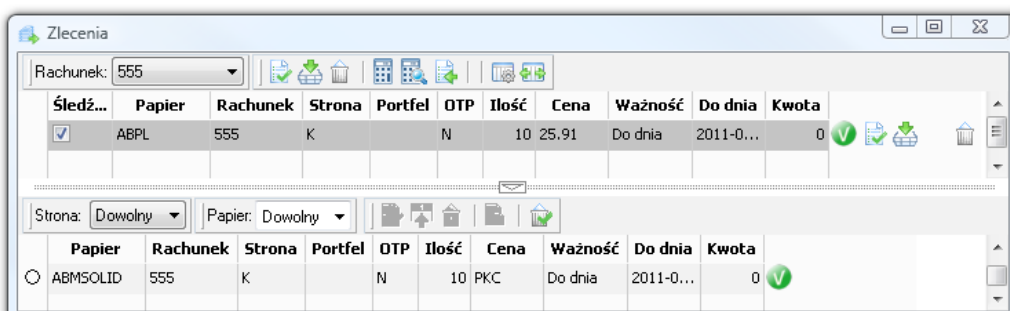 Zlecenia
Rachunek: 555
Śledź... Papier Rachunek Strona Portfel OTP Ilość Cena Ważność Do dnia Kwota
ABPL 555 K N 10 25.91 Do dnia 2011-0... 0 V
Strona: Dowolny Papier: Dowolny
Papier Rachunek Strona Portfel OTP Ilość Cena Ważność Do dnia Kwota
ABMSOLID 555 K N 10 PKC Do dnia 2011-0... 0 V